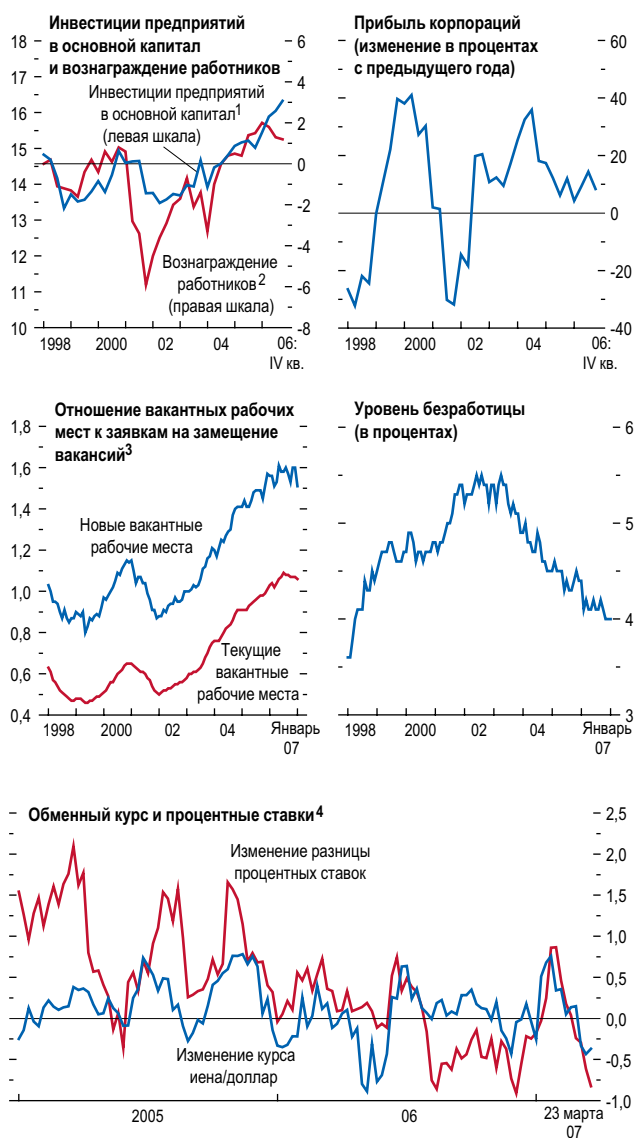 Инвестиции предприятий
в основной капитал
и вознаграждение работников
18
17
16
15
14
13
12
11
10
6
4
2
0
-2
-4
-6
-8
Инвестиции предприятий
в основной капитал1
(левая шкала)
Вознаграждение
работников2
(правая шкала)
1998 2000 02 04 06:
IV кв.
Прибыль корпораций
(изменение в процентах
с предыдущего года)
60
40
20
0
-20
-40
1998 2000 02 04 06:
IV кв.
Отношение вакантных рабочих
мест к заявкам на замещение
вакансий3
1,8
1,6
1,4
1,2
1,0
0,8
0,6
0,4
Новые вакантные
рабочие места
Текущие
вакантные
рабочие места
1998 2000 02 04 Январь
07
Уровень безработицы
(в процентах)
6
5
4
3
1998 2000 02 04 Январь
07
Обменный курс и процентные ставки4
2,5
2,0
1,5
1,0
0,5
0,0
-0,5
-1,0
Изменение разницы
процентных ставок
Изменение курса
иена/доллар
2005 06 23 марта
07